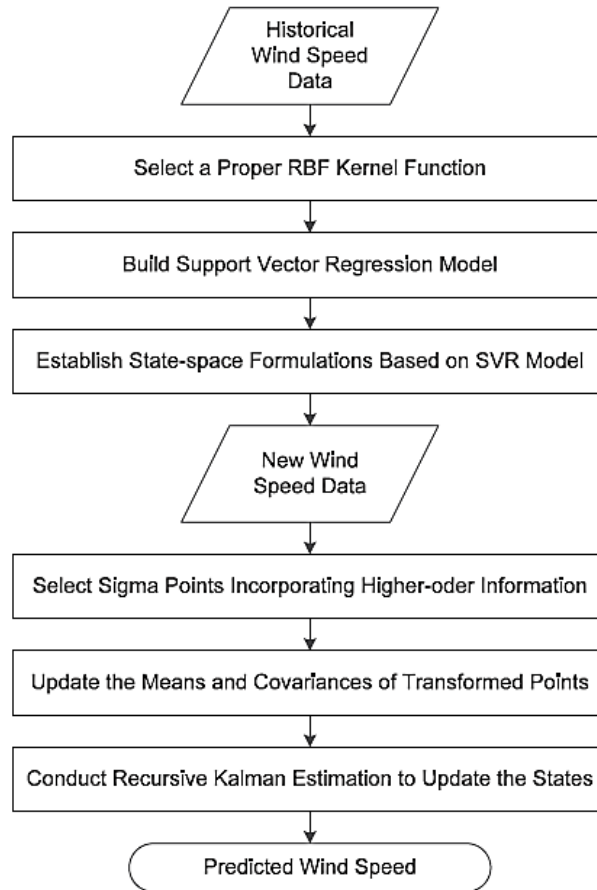 Historical
Wind Speed
Data
Select a Proper RBF Kernel Function
Build Support Vector Regression Model
Establish State-space Formulations Based on SVR Model
New Wind
Speed Data
Select Sigma Points Incorporating Higher-oder Information
Update the Means and Covariances of Transformed Points
Conduct Recursive Kalman Estimation to Update the States
Predicted Wind Speed